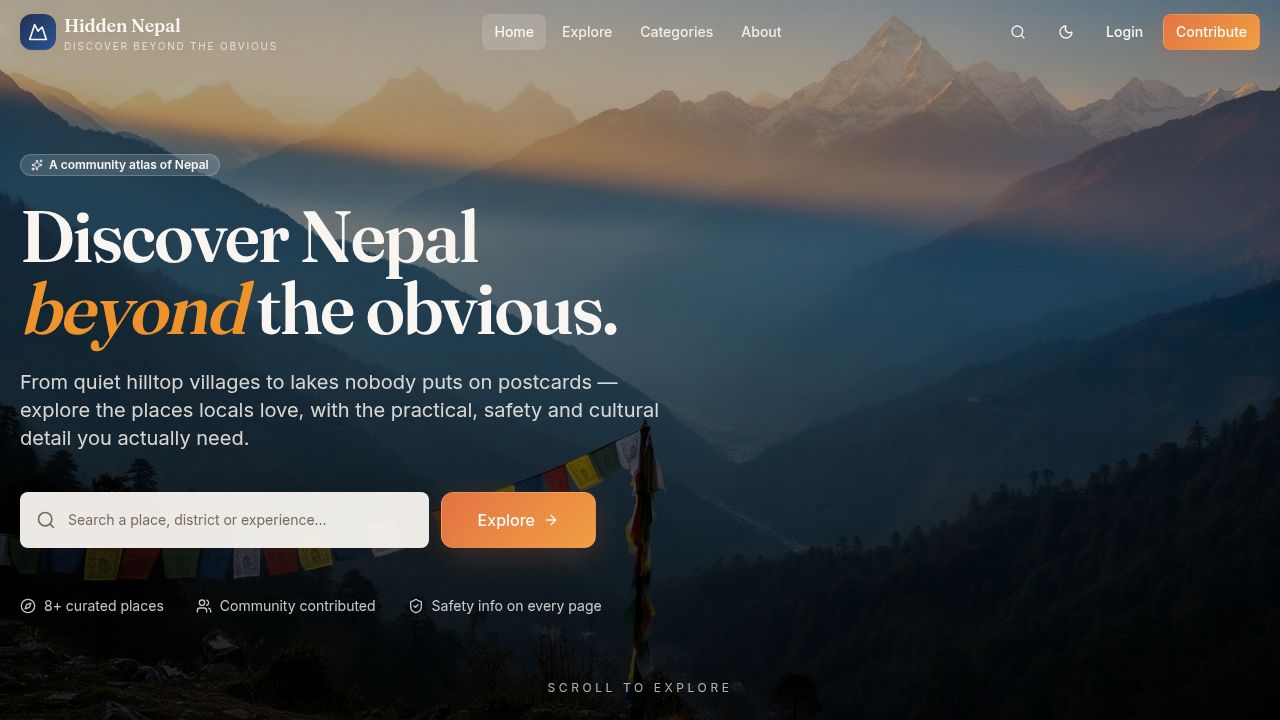 Hidden Nepal
DISCOVER BEYOND THE OBVIOUS
Home
Explore
Categories
About
Login
Contribute
A community atlas of Nepal
Discover Nepal
beyond the obvious.
From quiet hilltop villages to lakes nobody puts on postcards —
explore the places locals love, with the practical, safety and cultural
detail you actually need.
Search a place, district or experience...
Explore
8+ curated places
Community contributed
Safety info on every page
SCROLL TO EXPLORE